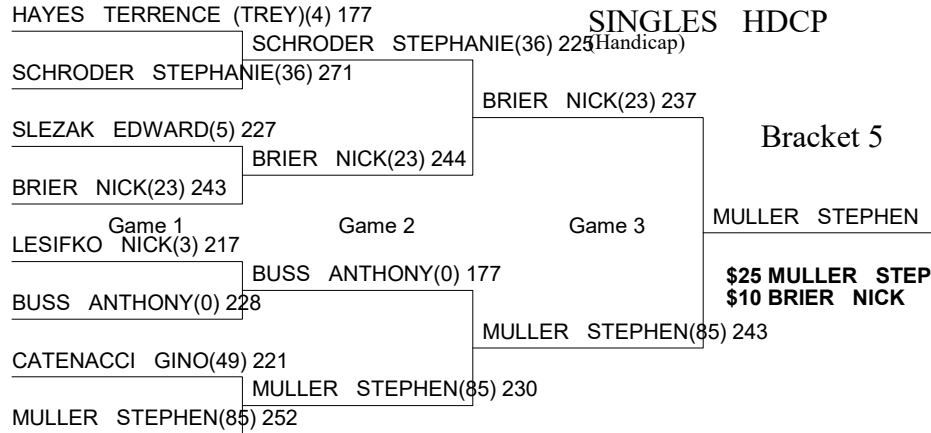 HAYES TERRENCE (TREY)(4) 177
SINGLES HDCP
SCHRODER STEPHANIE(36) 225
(Handicap)
SCHRODER STEPHANIE(36) 271
BRIER NICK(23) 237
SLEZAK EDWARD(5) 227
Bracket 5
BRIER NICK(23) 244
BRIER NICK(23) 243
Game 1
Game 2
Game 3
MULLER STEPHEN
LESIFKO NICK(3) 217
BUSS ANTHONY(0) 177
$25 MULLER STEP
$10 BRIER NICK
BUSS ANTHONY(0) 228
MULLER STEPHEN(85) 243
CATENACCI GINO(49) 221
MULLER STEPHEN(85) 230
MULLER STEPHEN(85) 252